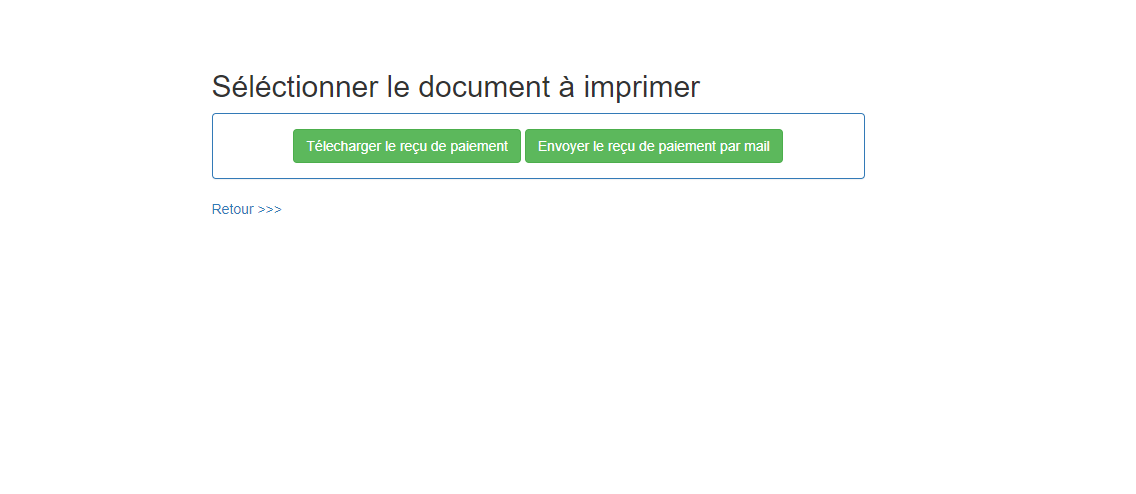 Séléctionner le document à imprimer
Télecharger le reçu de paiement Envoyer le reçu de paiement par mail
Retour >>>